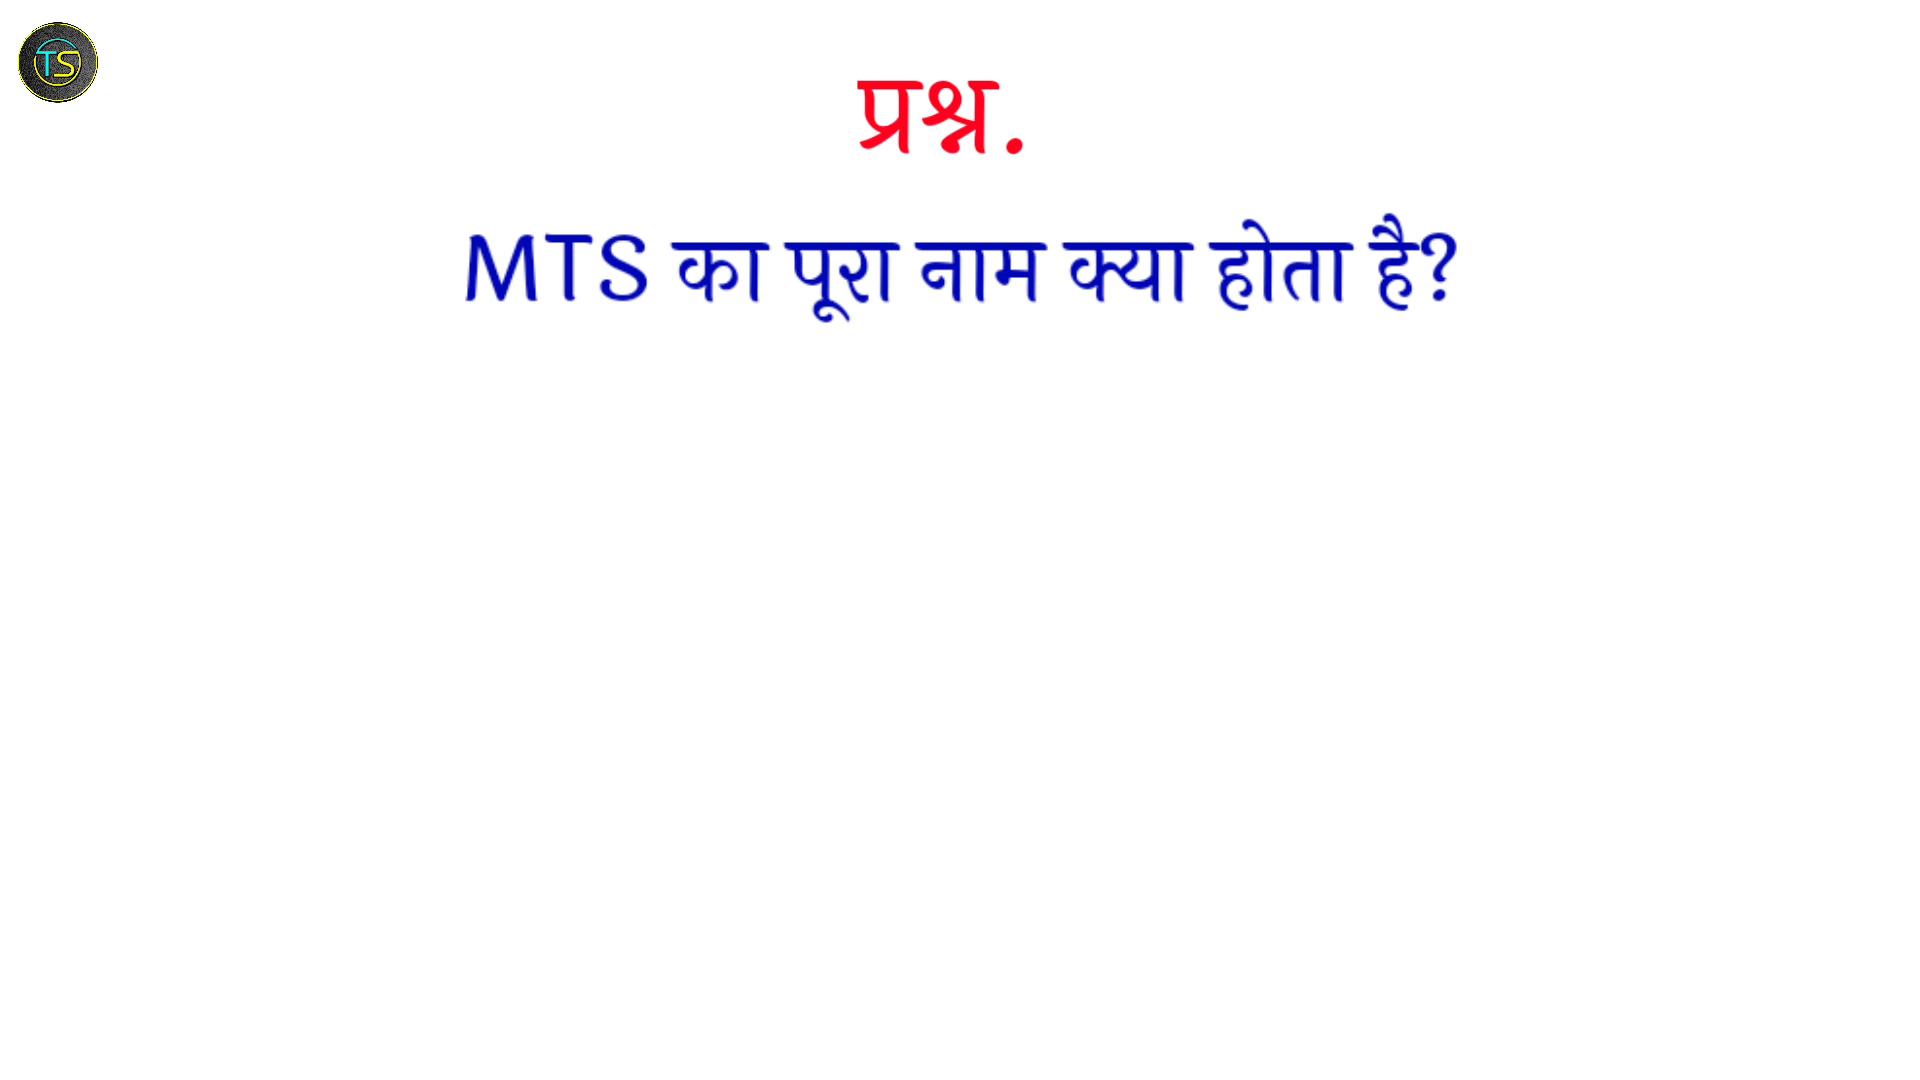 TS
प्रश्न.
MTS का पूरा नाम क्या होता है?